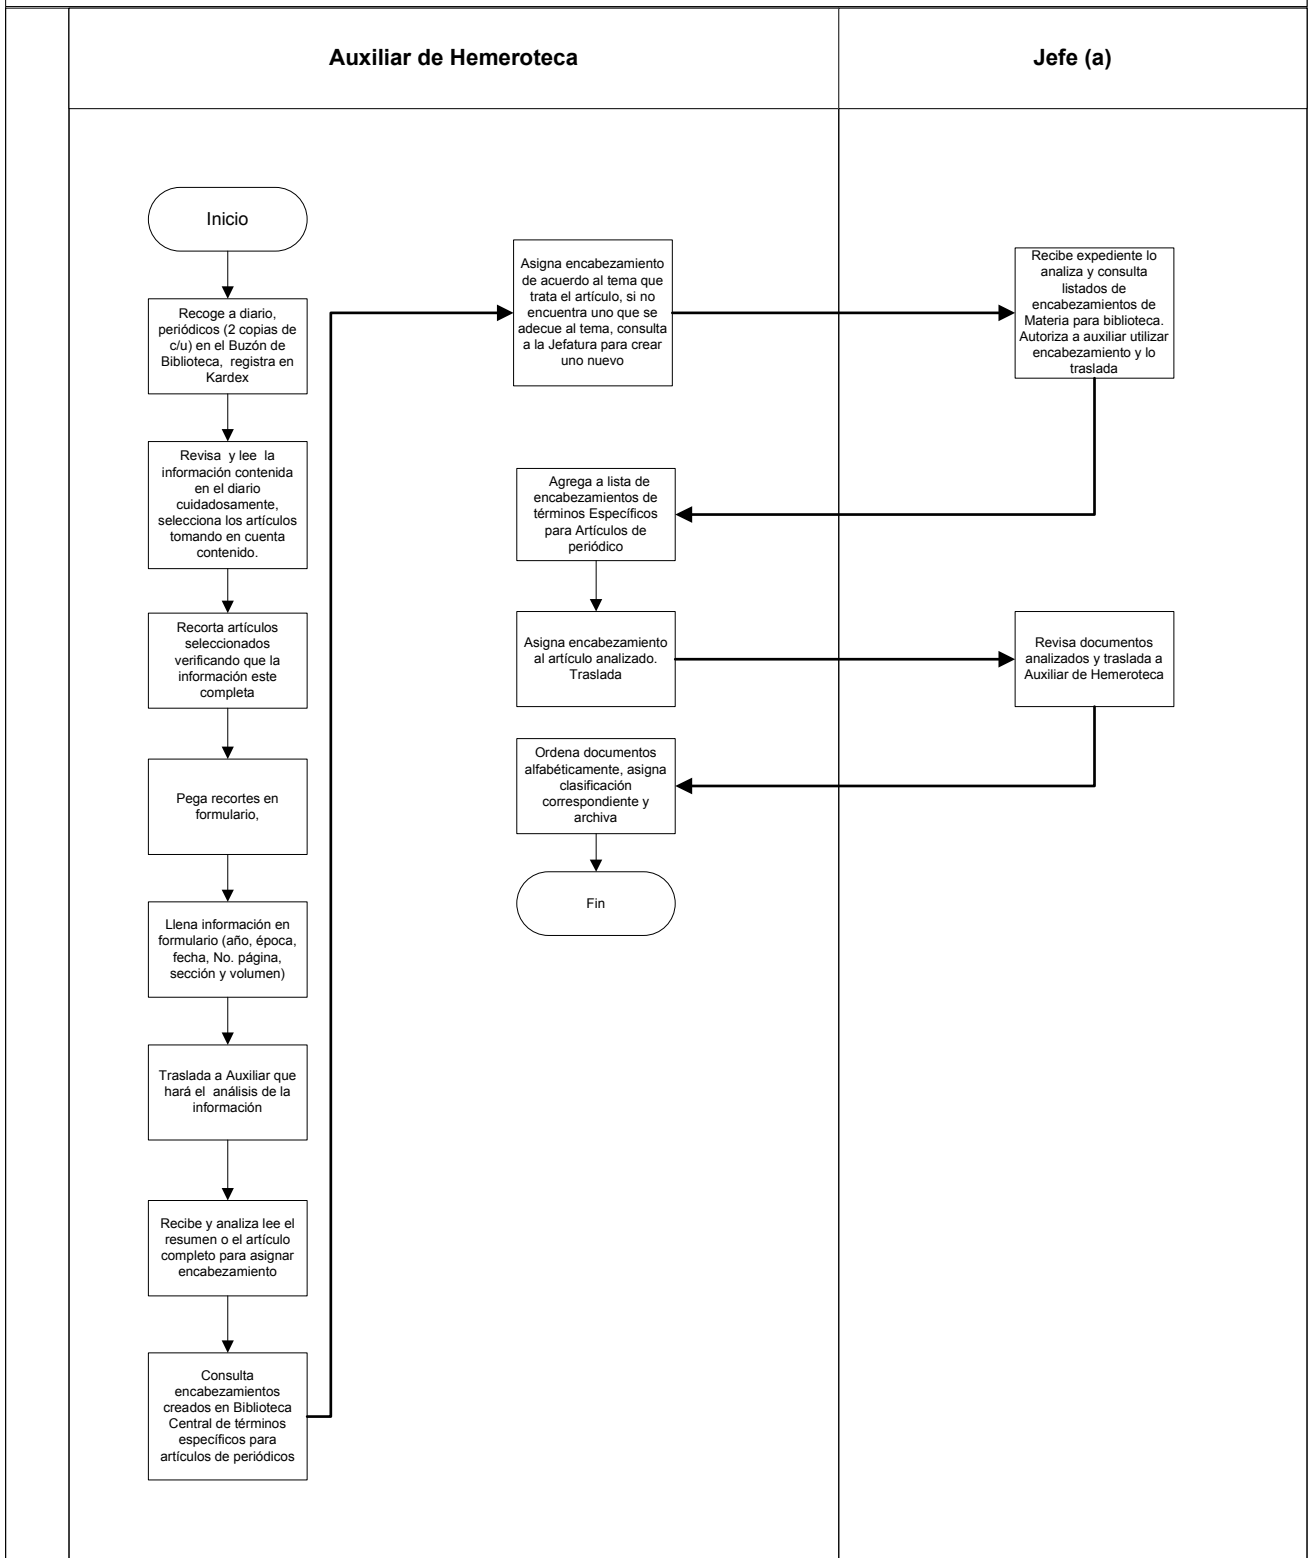 Auxiliar de Hemeroteca
Jefe (a)
Inicio
Recoge a diario,
periódicos (2 copias de
c/u) en el Buzón de
Biblioteca, registra en
Kardex
Revisa y lee la
información contenida
en el diario
cuidadosamente,
selecciona los artículos
tomando en cuenta
contenido.
Recorta artículos
seleccionados
verificando que la
información este
completa
Pega recortes en
formulario,
Llena información en
formulario (año, época,
fecha, No. página,
sección y volumen)
Traslada a Auxiliar que
hará el análisis de la
información
Recibe y analiza lee el
resumen o el artículo
completo para asignar
encabezamiento
Consulta
encabezamientos
creados en Biblioteca
Central de términos
específicos para
artículos de periódicos
Asigna encabezamiento
de acuerdo al tema que
trata el artículo, si no
encuentra uno que se
adecue al tema, consulta
a la Jefatura para crear
uno nuevo
Recibe expediente lo
analiza y consulta
listados de
encabezamientos de
Materia para biblioteca.
Autoriza a auxiliar utilizar
encabezamiento y lo
traslada
Agrega a lista de
encabezamientos de
términos Específicos
para Artículos de
periódico
Asigna encabezamiento
al artículo analizado.
Traslada
Revisa documentos
analizados y traslada a
Auxiliar de Hemeroteca
Ordena documentos
alfabéticamente, asigna
clasificación
correspondiente y
archiva
Fin